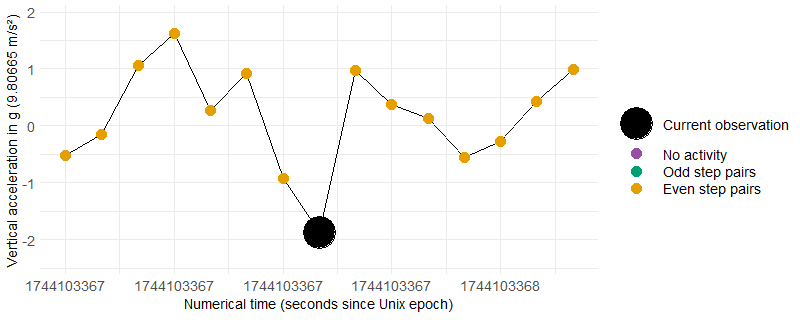 Vertical acceleration in g (9.80665 m/s²)
2
1
0
-1
-2
1744103367 1744103367 1744103367 1744103367 1744103368
Numerical time (seconds since Unix epoch)
Current observation
No activity
Odd step pairs
Even step pairs